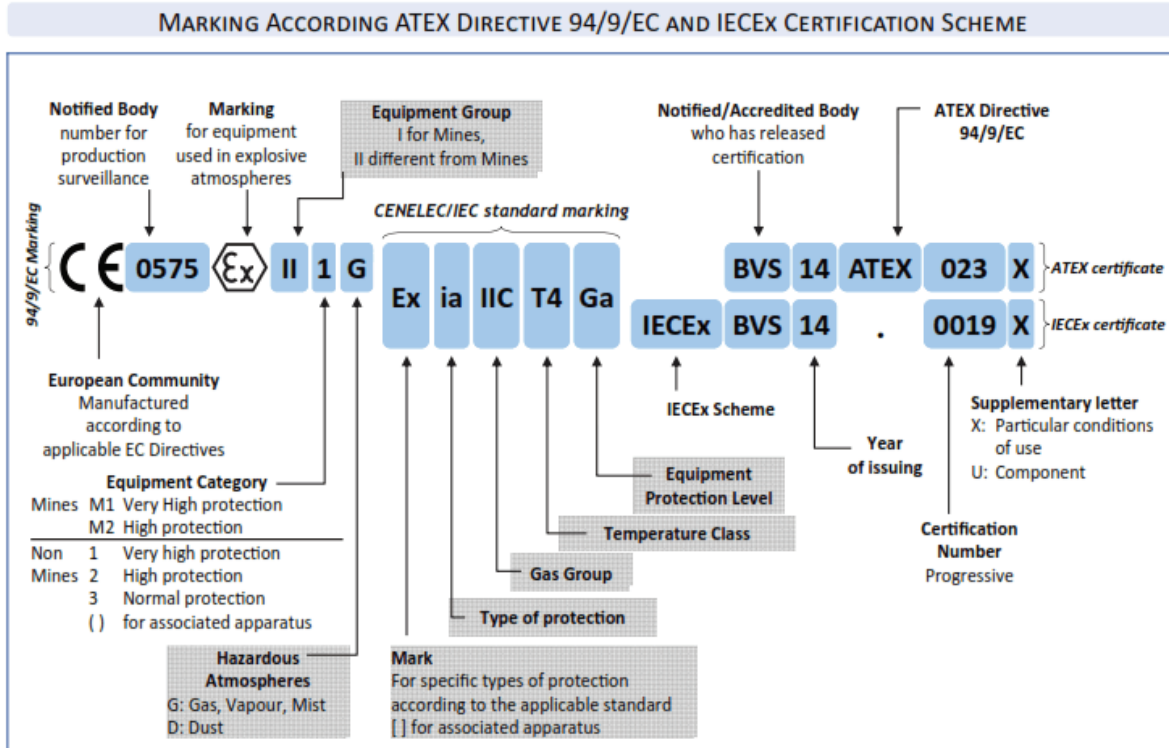 MARKING ACCORDING ATEX DIRECTIVE 94/9/EC AND IECEX CERTIFICATION SCHEME
Notified Body
number for
production
surveillance
Marking
for equipment
used in explosive
atmospheres
Equipment Group
I for Mines,
II different from Mines
Notified/Accredited Body
who has released
certification
ATEX Directive
94/9/EC
CENELEC/IEC standard marking
94/9/EC Marking
CE 0575 Ex II 1 G
Ex ia IIC T4 Ga
BVS 14 ATEX 023 X
ATEX certificate
IECEx BVS 14 . 0019 X
IECEx certificate
European Community
Manufactured
according to
applicable EC Directives
IECEx Scheme
Year
of issuing
Supplementary letter
X: Particular conditions
of use
U: Component
Equipment Category
Mines M1 Very High protection
M2 High protection
Non 1 Very high protection
Mines 2 High protection
3 Normal protection
( ) for associated apparatus
Equipment
Protection Level
Temperature Class
Gas Group
Type of protection
Certification
Number
Progressive
Hazardous
Atmospheres
G: Gas, Vapour, Mist
D: Dust
Mark
For specific types of protection
according to the applicable standard
[ ] for associated apparatus